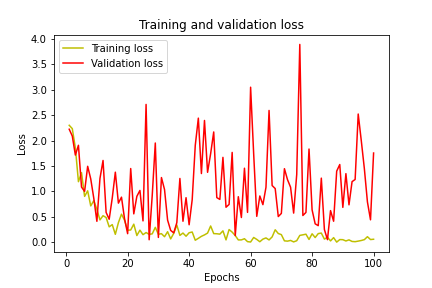 Training and validation loss
Training loss
Validation loss
4.0
3.5
3.0
2.5
2.0
1.5
1.0
0.5
0.0
Loss
0 20 40 60 80 100
Epochs